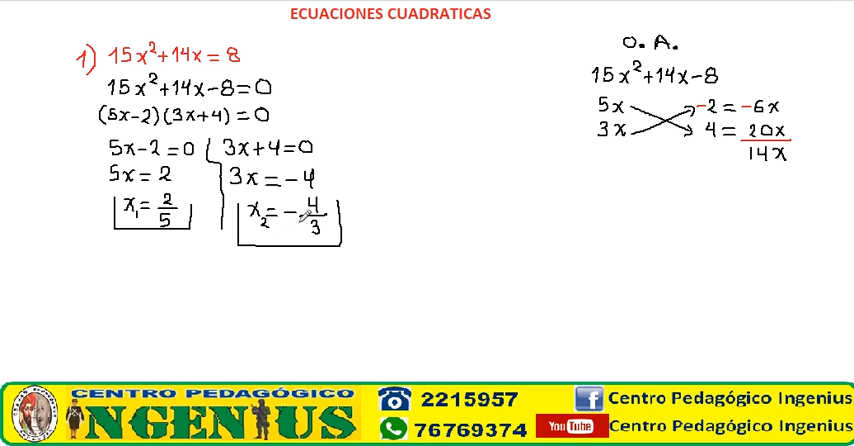 ECUACIONES CUADRATICAS
1) 15x²+14x=8
15x²+14x-8=0
(5x-2)(3x+4)=0
5x-2=0
5x=2
x₁=2/5
3x+4=0
3x=-4
x₂=-4/3
O. A.
15x²+14x-8
5x -2=-6x
3x 4=20x
14x
CENTRO PEDAGÓGICO
INGENIUS
2215957
76769374
f Centro Pedagógico Ingenius
You Tube Centro Pedagógico Ingenius